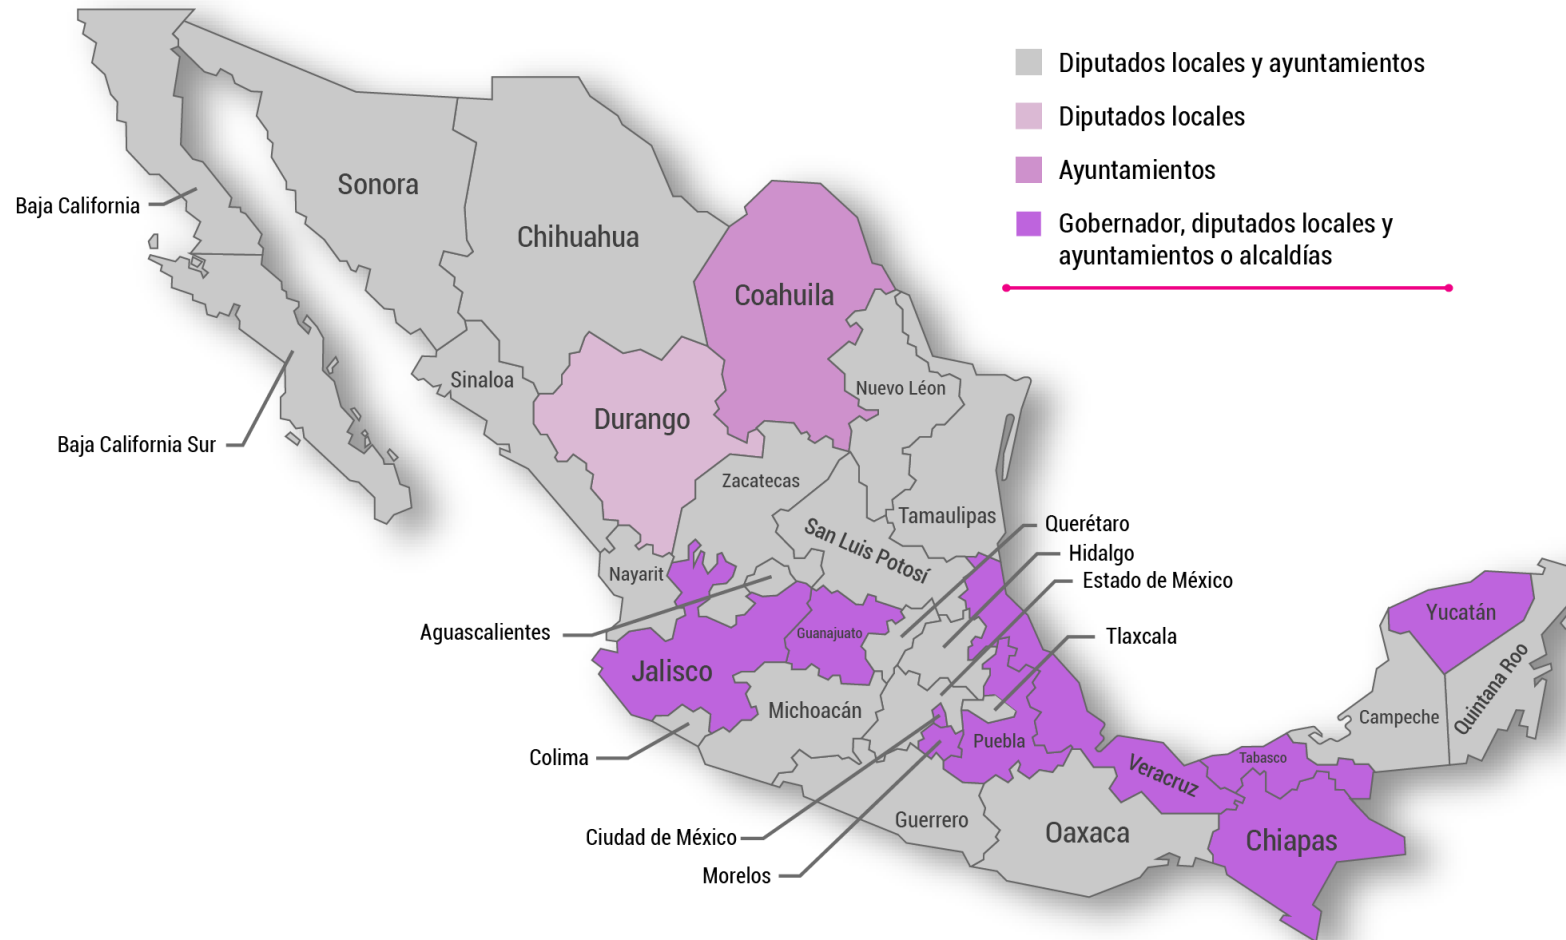 Diputados locales y ayuntamientos
Diputados locales
Ayuntamientos
Gobernador, diputados locales y
ayuntamientos o alcaldías
Baja California
Sonora
Chihuahua
Coahuila
Baja California Sur
Sinaloa
Durango
Nuevo Léon
Zacatecas
Tamaulipas
San Luis Potosí
Querétaro
Hidalgo
Estado de México
Tlaxcala
Nayarit
Aguascalientes
Guanajuato
Jalisco
Michoacán
Colima
Puebla
Veracruz
Tabasco
Yucatán
Quintana Roo
Campeche
Ciudad de México
Guerrero
Oaxaca
Chiapas
Morelos